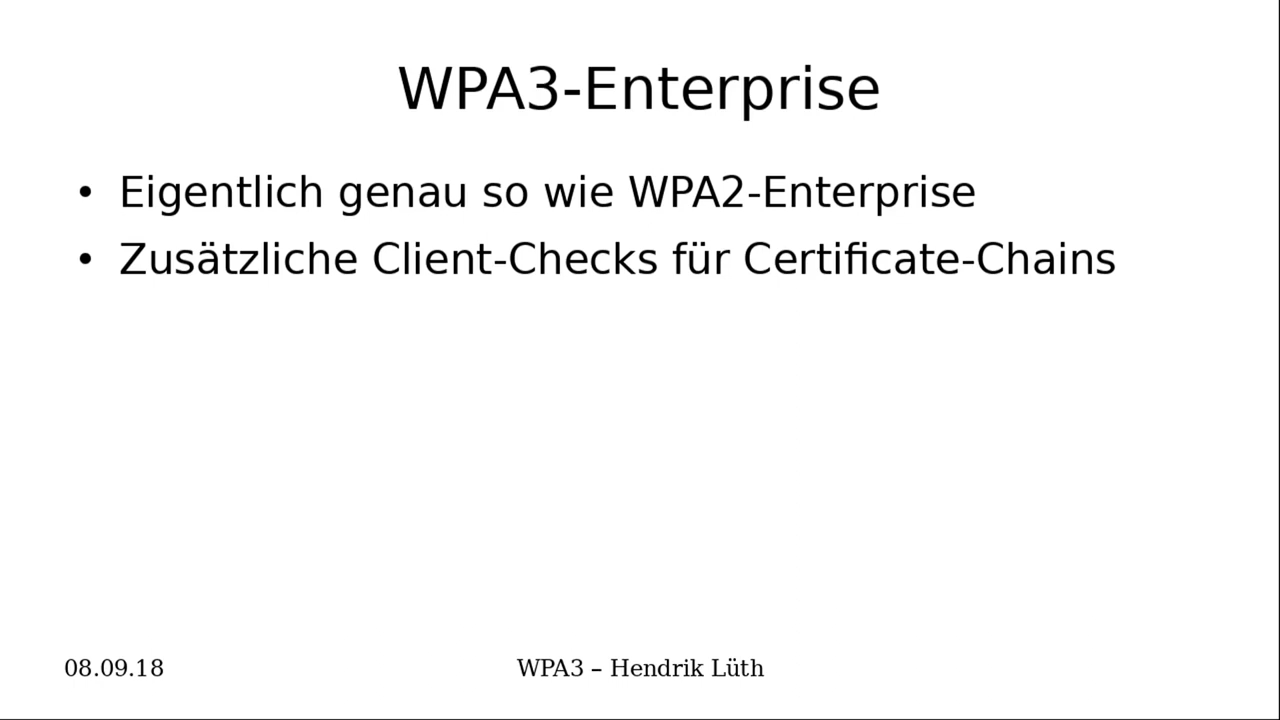 WPA3-Enterprise
• Eigentlich genau so wie WPA2-Enterprise
• Zusätzliche Client-Checks für Certificate-Chains
08.09.18
WPA3 – Hendrik Lüth